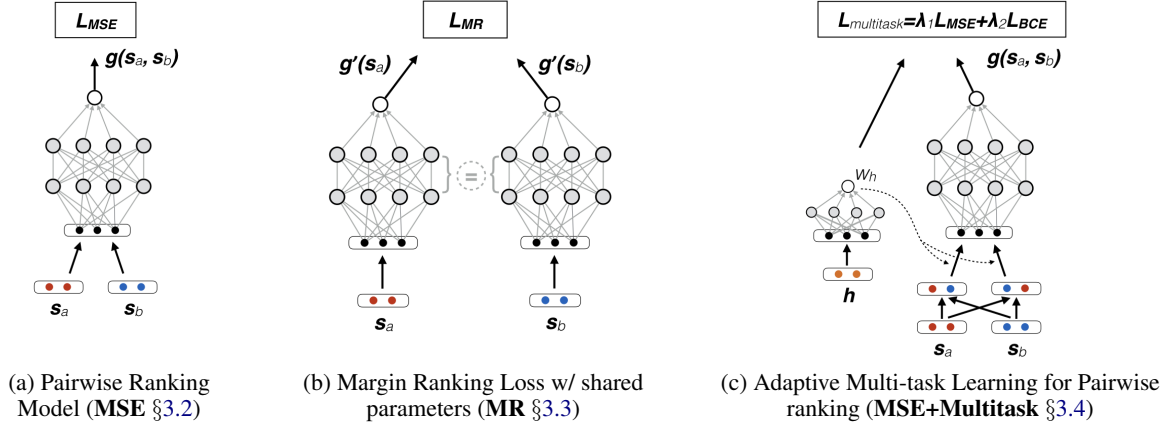 L_MSE
g(s_a, s_b)
s_a
s_b
(a) Pairwise Ranking
Model (MSE §3.2)
L_MR
g'(s_a)
g'(s_b)
=
s_a
s_b
(b) Margin Ranking Loss w/ shared
parameters (MR §3.3)
L_multitask=λ_1L_MSE+λ_2L_BCE
g(s_a, s_b)
w_h
h
s_a
s_b
(c) Adaptive Multi-task Learning for Pairwise
ranking (MSE+Multitask §3.4)